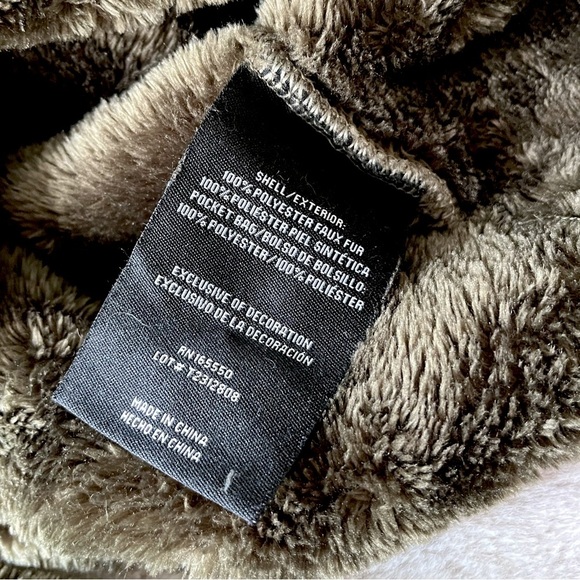 SHELL/EXTERIOR:
100% POLYESTER FAUX FUR
100% POLIÉSTER PIEL SINTÉTICA
POCKET BAG/BOLSO DE BOLSILLO:
100% POLYESTER/100% POLIÉSTER
EXCLUSIVE OF DECORATION
EXCLUSIVO DE LA DECORACIÓN
RN165550
LOT# T2312808
MADE IN CHINA
HECHO EN CHINA